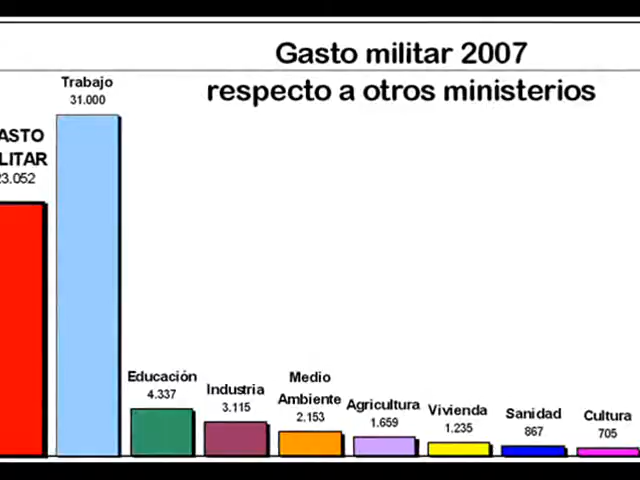 Gasto militar 2007
respecto a otros ministerios
ASTO
LITAR
23.052
Trabajo
31.000
Educación
4.337
Industria
3.115
Medio
Ambiente
2.153
Agricultura
1.659
Vivienda
1.235
Sanidad
867
Cultura
705